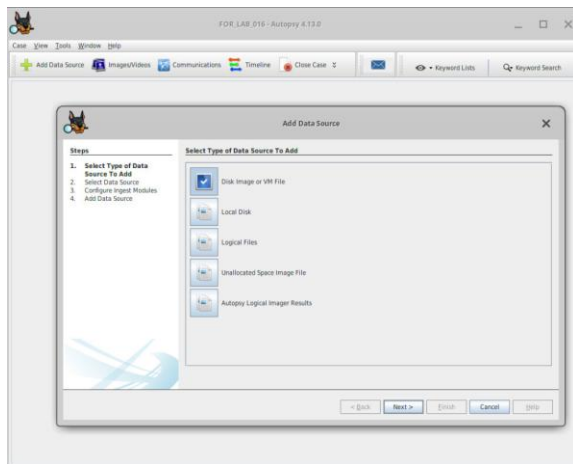 FOR_LAB_016 - Autopsy 4.13.0
Case View Tools Window Help
Add Data Source Images/Videos Communications Timeline Close Case Keyword Lists Keyword Search
Add Data Source
Steps
1. Select Type of Data Source To Add
2. Select Data Source
3. Configure Ingest Modules
4. Add Data Source
Select Type of Data Source To Add
Disk Image or VM File
Local Disk
Logical Files
Unallocated Space Image File
Autopsy Logical Imager Results
< Back Next > Finish Cancel Help